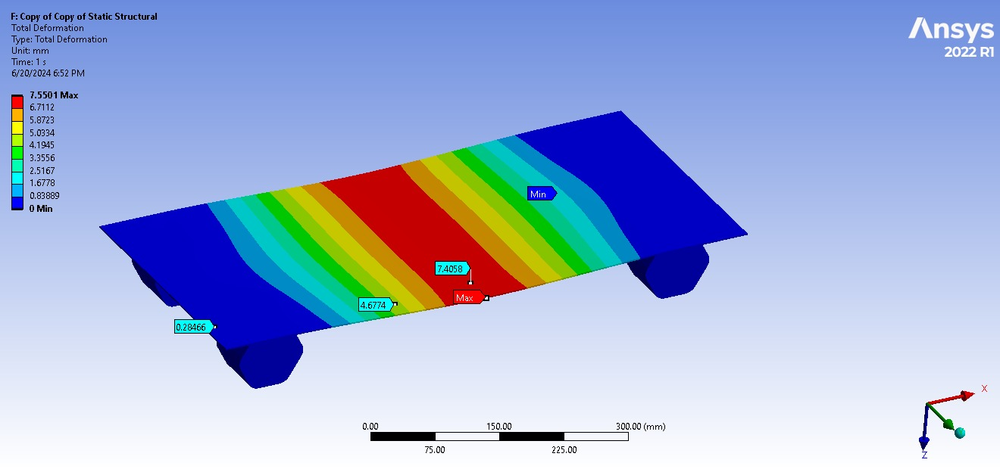 F: Copy of Copy of Static Structural
Total Deformation
Type: Total Deformation
Unit: mm
Time: 1 s
6/20/2024 6:52 PM
Ansys
2022 R1
7.5501 Max
6.7112
5.8723
5.0334
4.1945
3.3556
2.5167
1.6778
0.83889
0 Min
Min
7.4058
Max
4.6774
0.28466
0.00 150.00 300.00 (mm)
75.00 225.00
X
Z